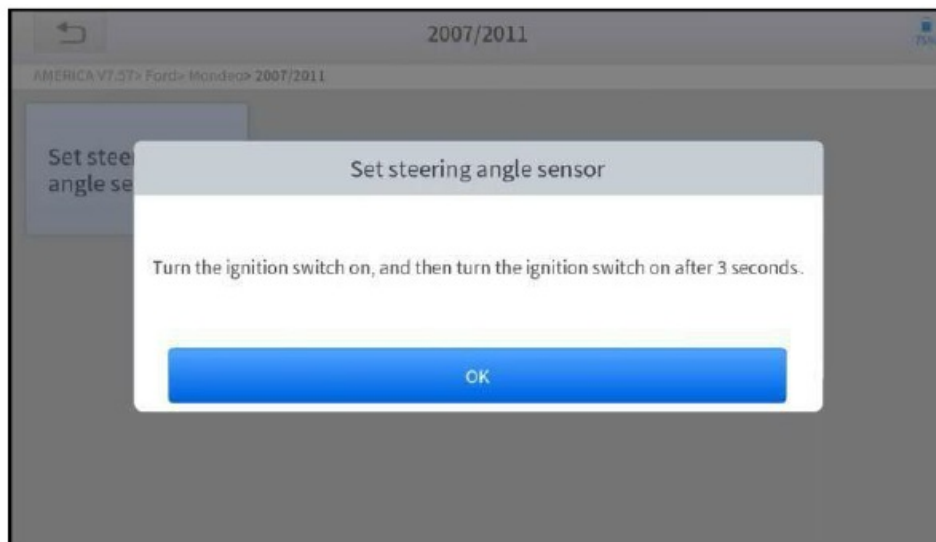 2007/2011
75%
AMERICA V7.57> Ford> Mondeo> 2007/2011
Set stee
angle se
Set steering angle sensor
Turn the ignition switch on, and then turn the ignition switch on after 3 seconds.
OK